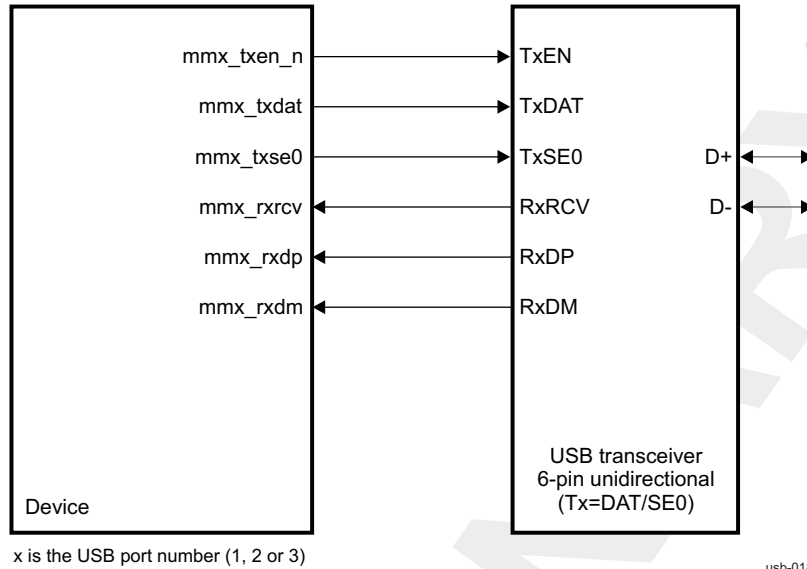 mmx_txen_n TxEN
mmx_txdat TxDAT
mmx_txse0 TxSE0 D+
mmx_rxrcv RxRCV D-
mmx_rxdp RxDP
mmx_rxdm RxDM
USB transceiver
6-pin unidirectional
(Tx=DAT/SE0)
Device
x is the USB port number (1, 2 or 3)